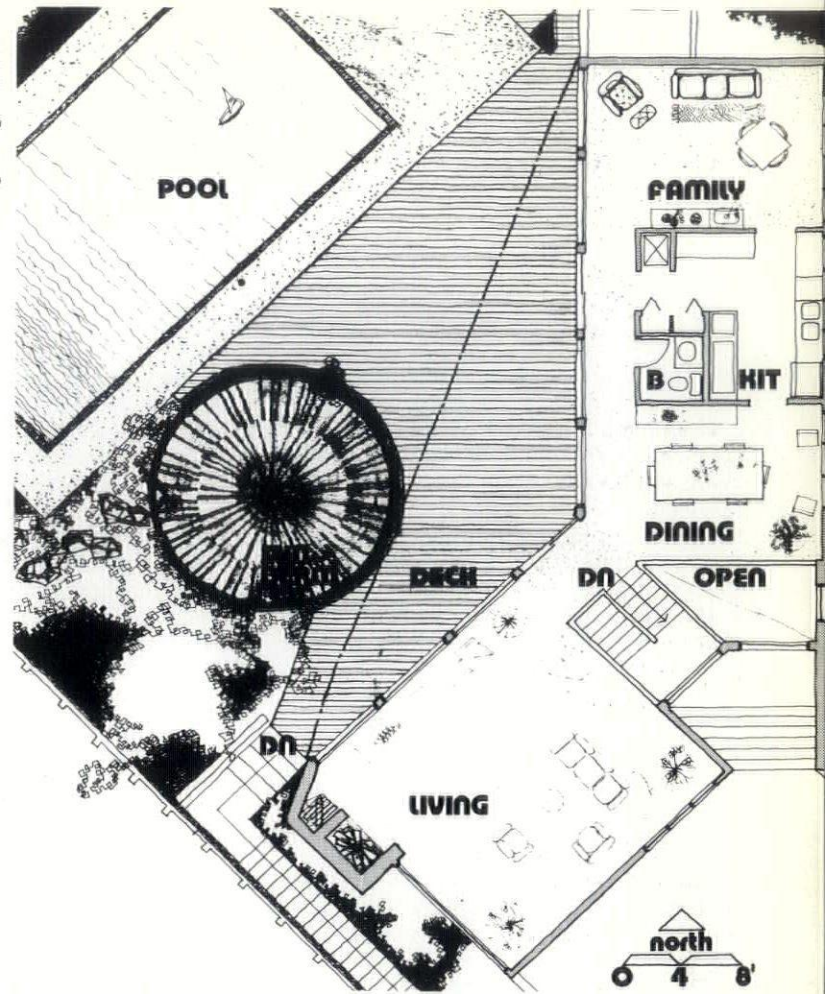 POOL
FAMILY
B
KIT
DINING
DECK
DN
OPEN
DN
LIVING
north
0 4 8'